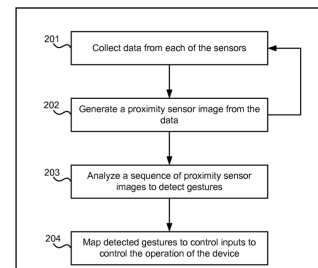 201
Collect data from each of the sensors
202
Generate a proximity sensor image from the
data
203
Analyze a sequence of proximity sensor
images to detect gestures
204
Map detected gestures to control inputs to
control the operation of the device